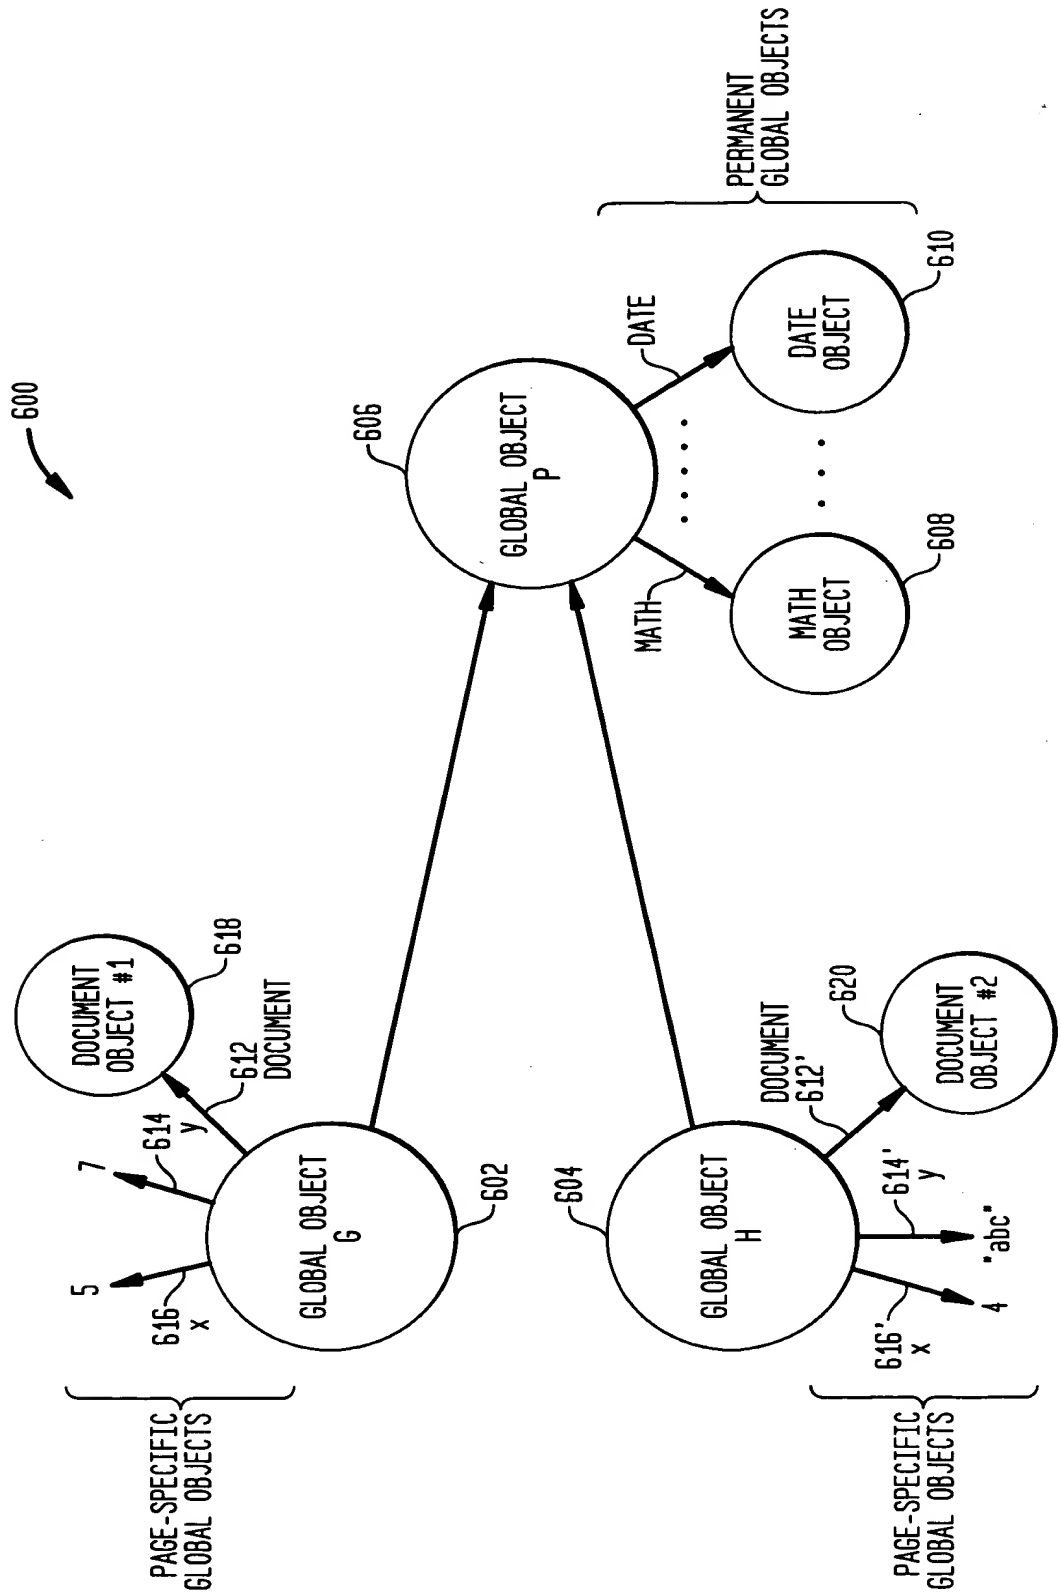 600
DOCUMENT
OBJECT #1
618
7
5
614
y
616
x
612
DOCUMENT
PAGE-SPECIFIC
GLOBAL OBJECTS
GLOBAL OBJECT
G
602
606
GLOBAL OBJECT
P
604
GLOBAL OBJECT
H
MATH
DATE
PERMANENT
GLOBAL OBJECTS
DOCUMENT
612'
620
MATH
OBJECT
DATE
OBJECT
608
610
616'
x
614'
y
DOCUMENT
OBJECT #2
4
"abc"
PAGE-SPECIFIC
GLOBAL OBJECTS